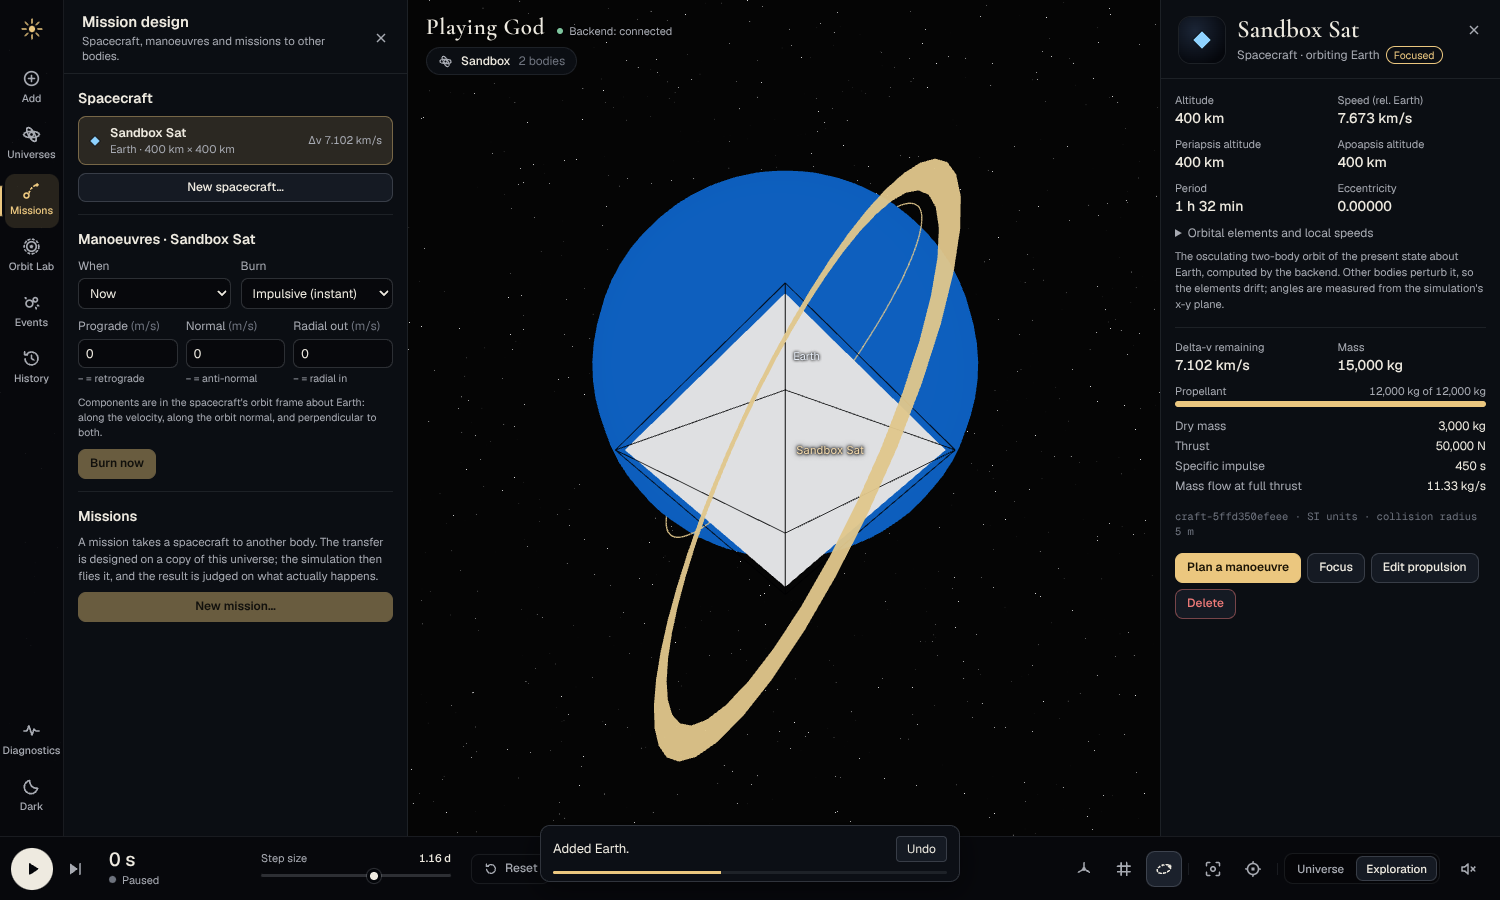 Add
Universes
Missions
Orbit Lab
Events
History
Diagnostics
Dark
Mission design
Spacecraft, manoeuvres and missions to other
bodies.
Spacecraft
Sandbox Sat
Earth · 400 km × 400 km
Δv 7.102 km/s
New spacecraft…
Manoeuvres · Sandbox Sat
When
Burn
Now
Impulsive (instant)
Prograde (m/s)
Normal (m/s)
Radial out (m/s)
0
0
0
− = retrograde
− = anti-normal
− = radial in
Components are in the spacecraft's orbit frame about Earth:
along the velocity, along the orbit normal, and perpendicular to
both.
Burn now
Missions
A mission takes a spacecraft to another body. The transfer
is designed on a copy of this universe; the simulation then
flies it, and the result is judged on what actually happens.
New mission…
Playing God
Backend: connected
Sandbox 2 bodies
Earth
Sandbox Sat
Sandbox Sat
Spacecraft · orbiting Earth
Focused
Altitude
400 km
Speed (rel. Earth)
7.673 km/s
Periapsis altitude
400 km
Apoapsis altitude
400 km
Period
1 h 32 min
Eccentricity
0.00000
Orbital elements and local speeds
The osculating two-body orbit of the present state about
Earth, computed by the backend. Other bodies perturb it, so
the elements drift; angles are measured from the simulation's
x-y plane.
Delta-v remaining
7.102 km/s
Mass
15,000 kg
Propellant
12,000 kg of 12,000 kg
Dry mass
3,000 kg
Thrust
50,000 N
Specific impulse
450 s
Mass flow at full thrust
11.33 kg/s
craft-5ffd350efeee · SI units · collision radius
5 m
Plan a manoeuvre
Focus
Edit propulsion
Delete
0 s
Paused
Step size
1.16 d
Reset
Added Earth.
Undo
Universe
Exploration